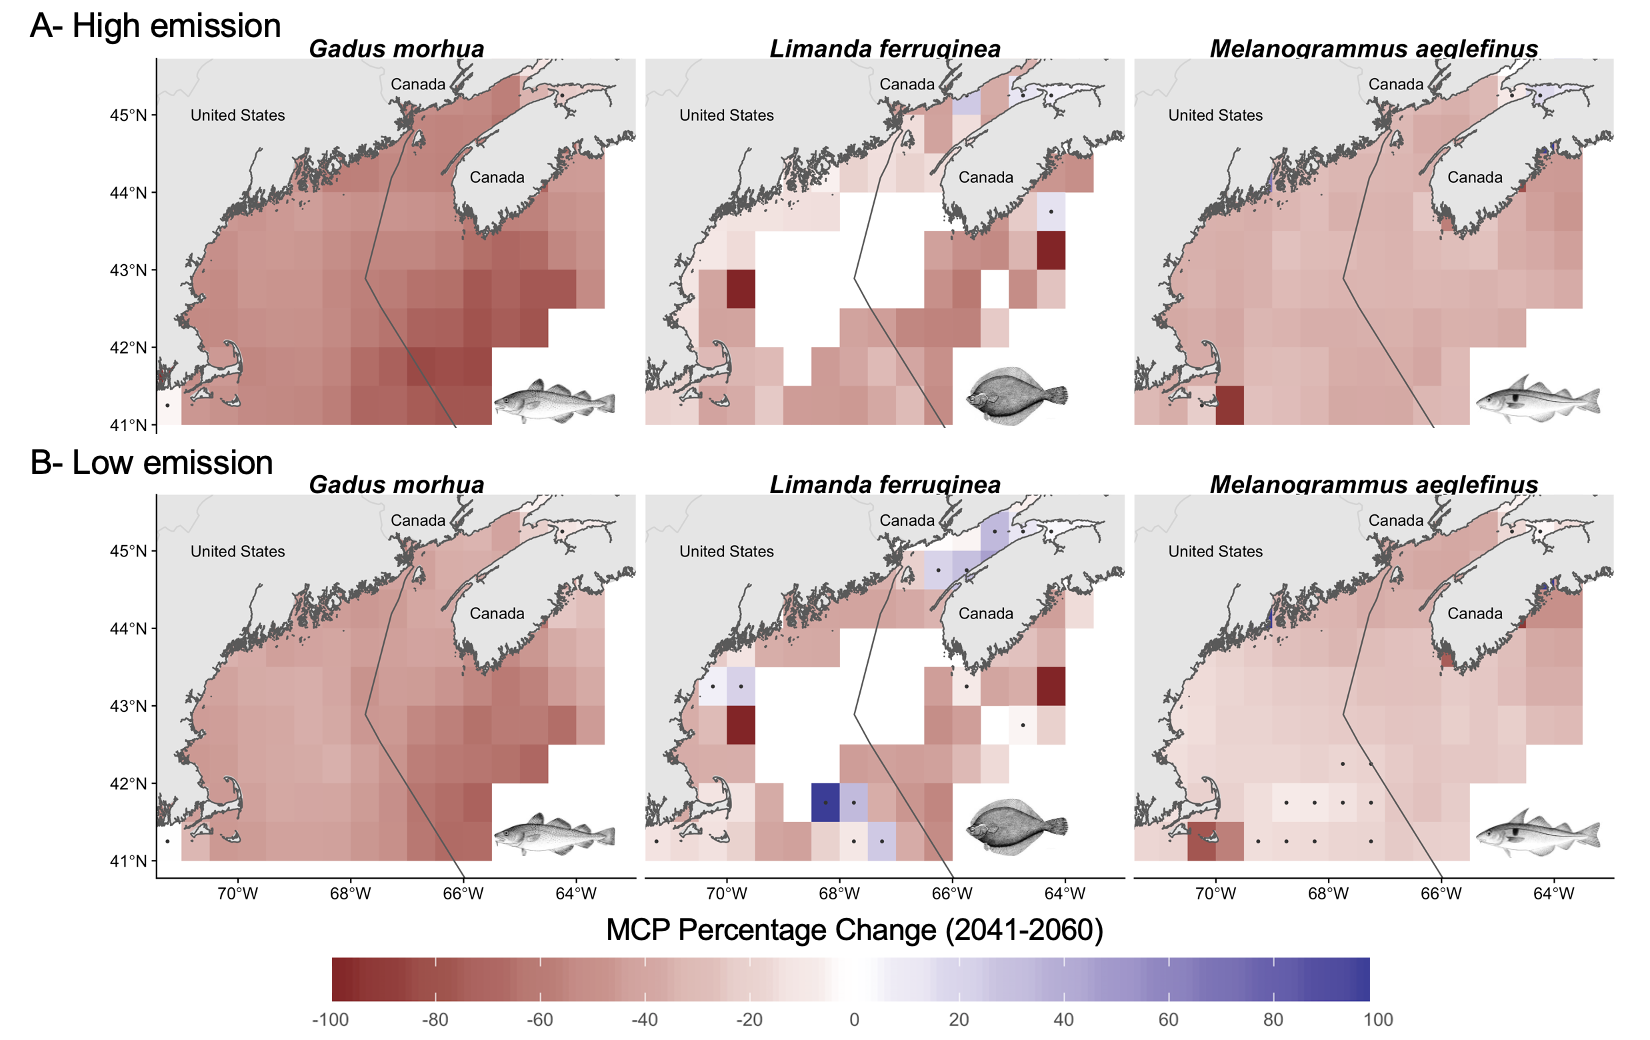 A- High emission
Gadus morhua
Limanda ferruginea
Melanogrammus aeglefinus
Canada
United States
Canada
Canada
United States
Canada
Canada
United States
Canada
45°N
44°N
43°N
42°N
41°N
B- Low emission
Gadus morhua
Limanda ferruginea
Melanogrammus aeglefinus
Canada
United States
Canada
Canada
United States
Canada
Canada
United States
Canada
45°N
44°N
43°N
42°N
41°N
70°W 68°W 66°W 64°W
70°W 68°W 66°W 64°W
70°W 68°W 66°W 64°W
MCP Percentage Change (2041-2060)
-100 -80 -60 -40 -20 0 20 40 60 80 100